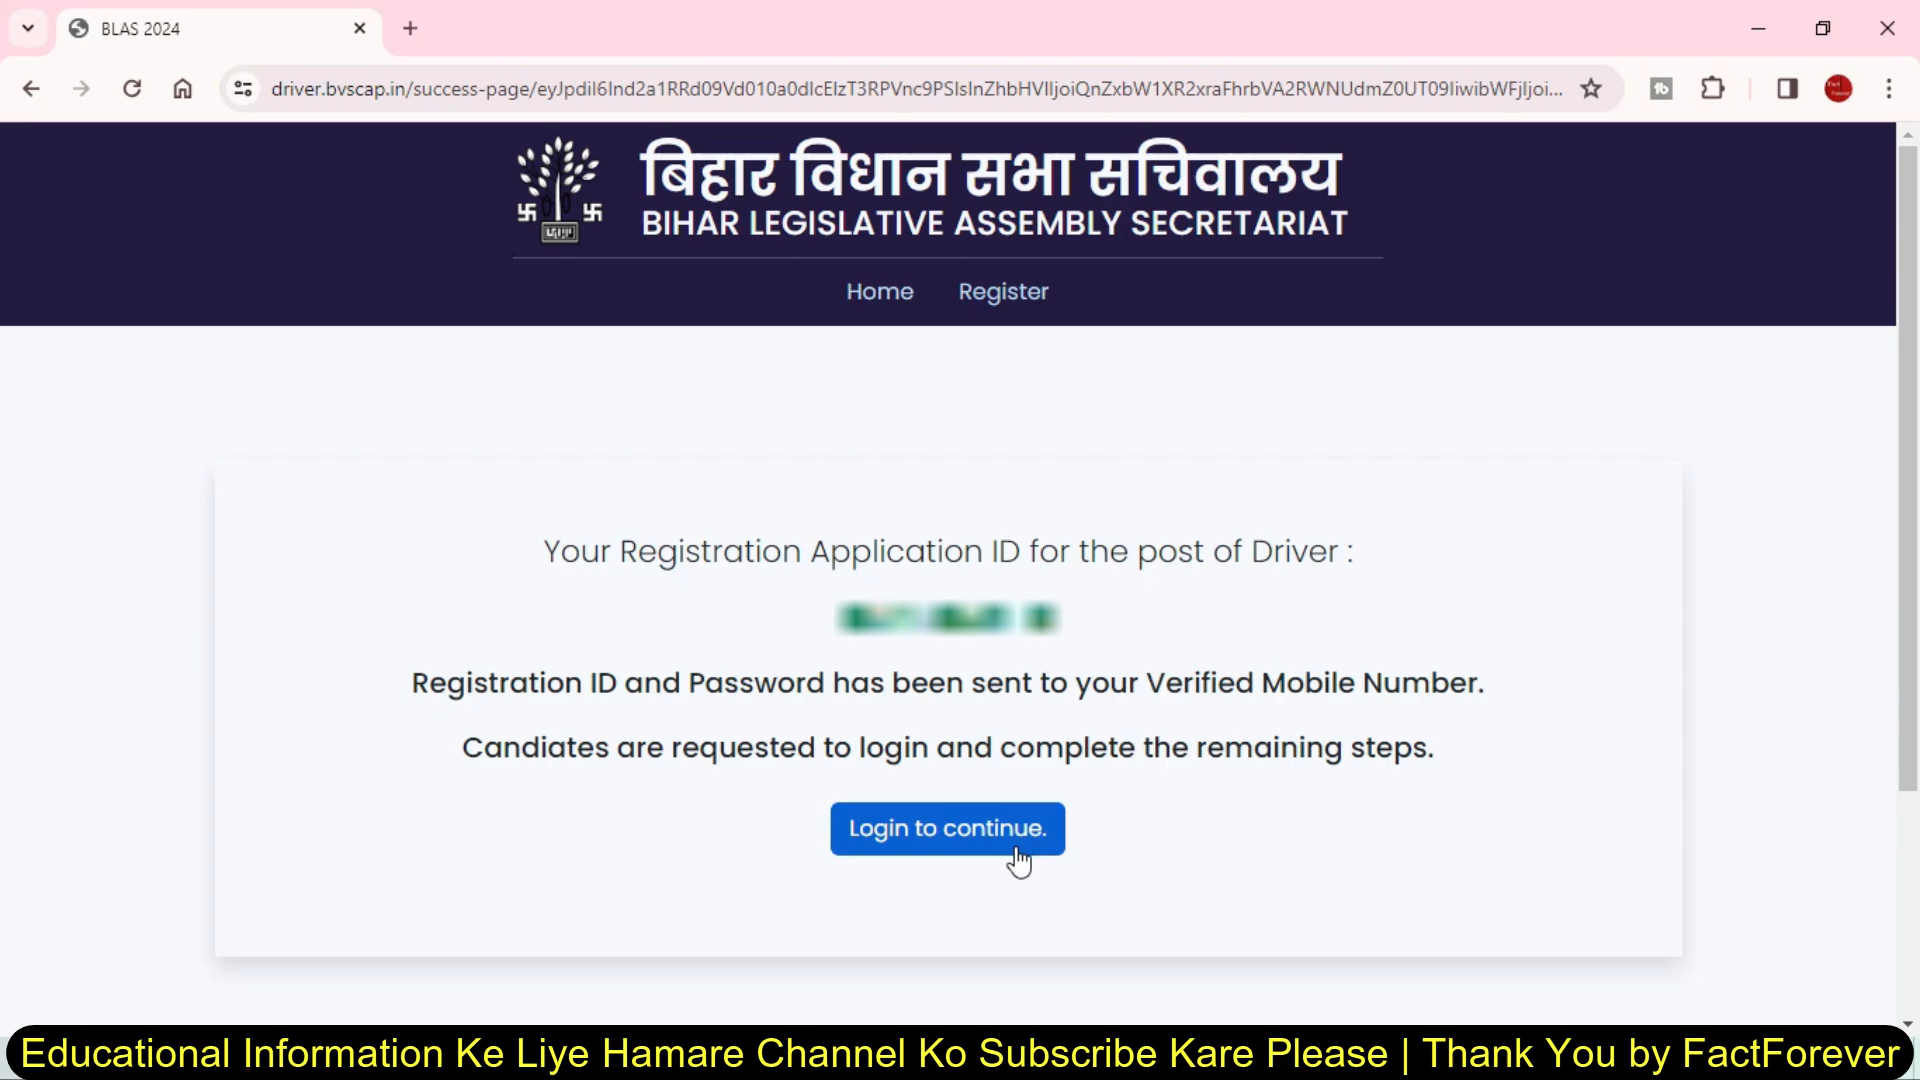 BLAS 2024
driver.bvscap.in/success-page/eyJpdiI6Ind2a1RRd09Vd010a0dIcElzT3RPVnc9PSIsInZhbHVlIjoiQnZxbW1XR2xraFhrbVA2RWNUdmZ0UT09IiwibWFjIjoi...
बिहार विधान सभा सचिवालय
BIHAR LEGISLATIVE ASSEMBLY SECRETARIAT
Home Register
Your Registration Application ID for the post of Driver :
Registration ID and Password has been sent to your Verified Mobile Number.
Candiates are requested to login and complete the remaining steps.
Login to continue.
Educational Information Ke Liye Hamare Channel Ko Subscribe Kare Please | Thank You by FactForever